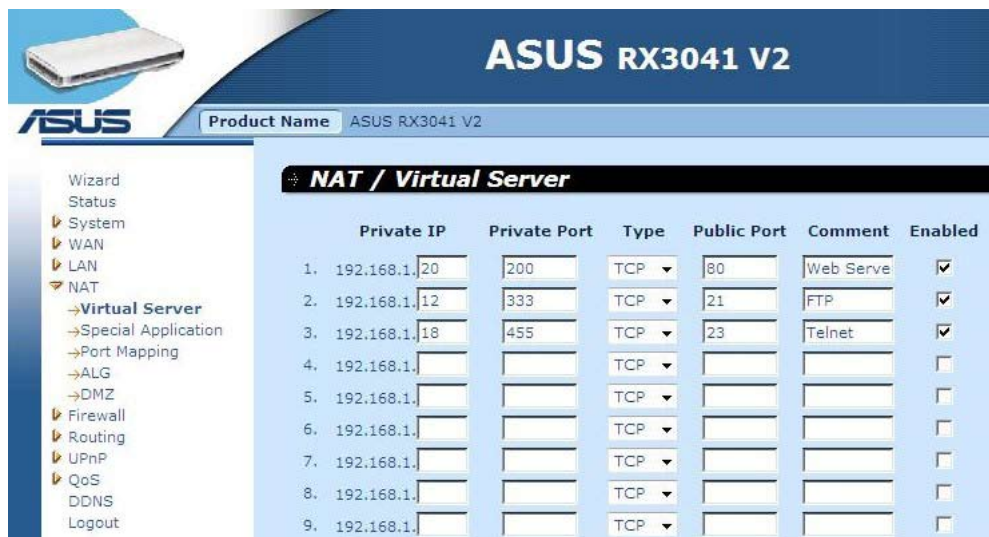 ASUS RX3041 V2
ASUS
Product Name ASUS RX3041 V2
Wizard
Status
System
WAN
LAN
NAT
Virtual Server
Special Application
Port Mapping
ALG
DMZ
Firewall
Routing
UPnP
QoS
DDNS
Logout
NAT / Virtual Server
Private IP Private Port Type Public Port Comment Enabled
1. 192.168.1. 20 200 TCP 80 Web Serve
2. 192.168.1. 12 333 TCP 21 FTP
3. 192.168.1. 18 455 TCP 23 Telnet
4. 192.168.1. TCP
5. 192.168.1. TCP
6. 192.168.1. TCP
7. 192.168.1. TCP
8. 192.168.1. TCP
9. 192.168.1. TCP